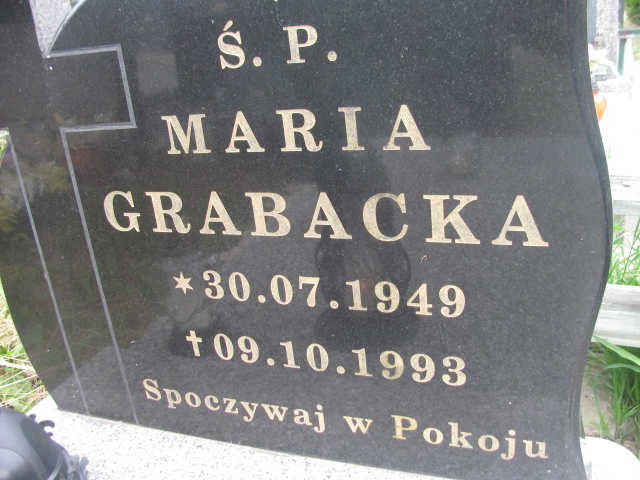 Ś. P.
MARIA
GRABACKA
✶30.07.1949
✝09.10.1993
Spoczywaj w Pokoju